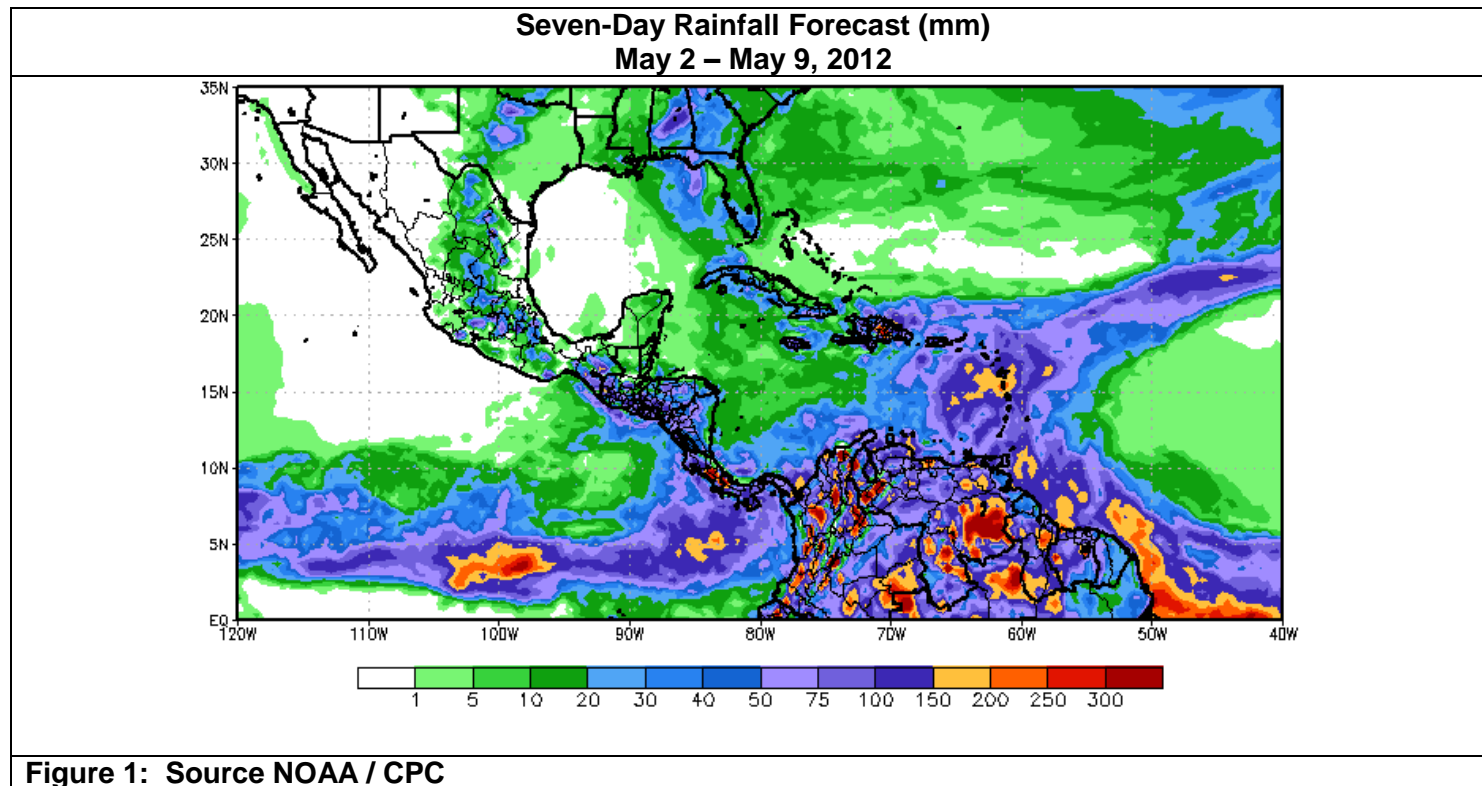 Seven-Day Rainfall Forecast (mm)
May 2 – May 9, 2012
35N
30N
25N
20N
15N
10N
5N
EQ
120W 110W 100W 90W 80W 70W 60W 50W 40W
1 5 10 20 30 40 50 75 100 150 200 250 300
Figure 1: Source NOAA / CPC